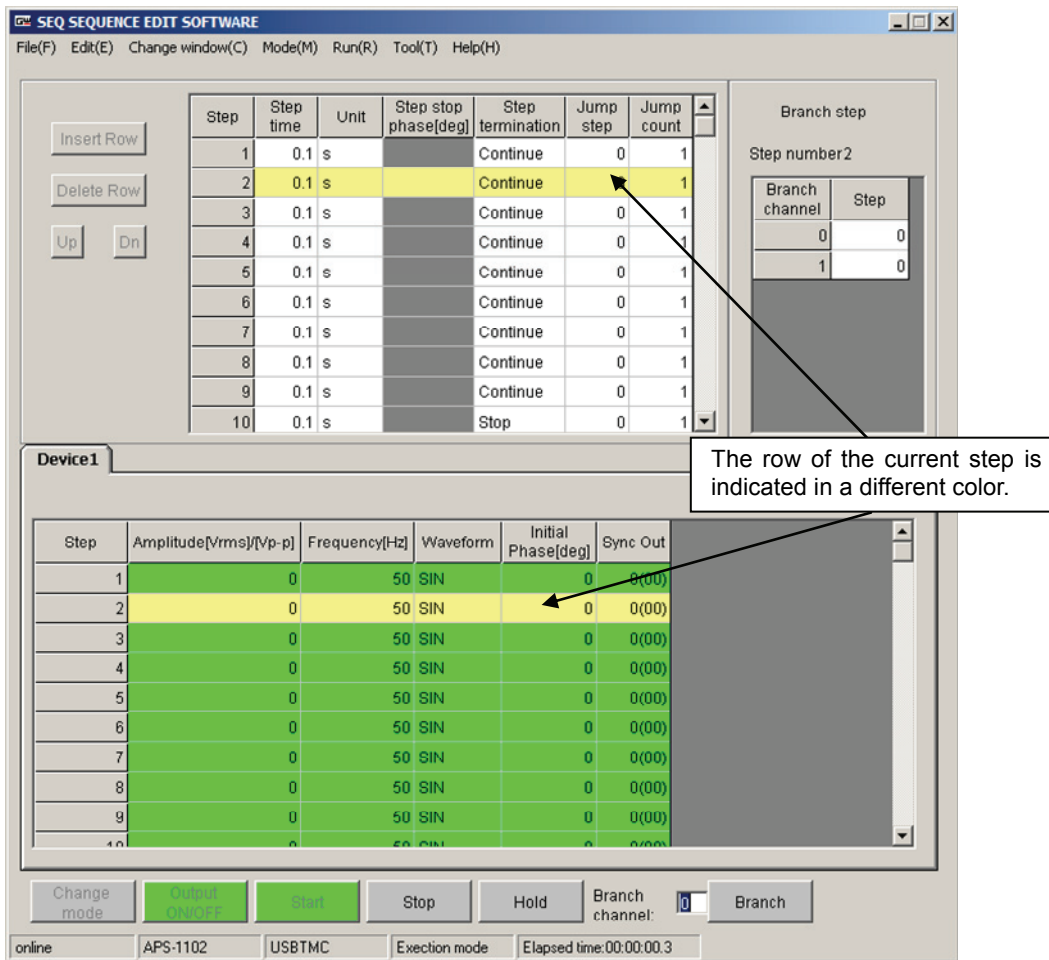 GW SEQ SEQUENCE EDIT SOFTWARE
File(F) Edit(E) Change window(C) Mode(M) Run(R) Tool(T) Help(H)
Insert Row
Delete Row
Up Dn
Step Step time Unit Step stop phase[deg] Step termination Jump step Jump count
1 0.1 s Continue 0 1
2 0.1 s Continue 1
3 0.1 s Continue 0 1
4 0.1 s Continue 0 1
5 0.1 s Continue 0 1
6 0.1 s Continue 0 1
7 0.1 s Continue 0 1
8 0.1 s Continue 0 1
9 0.1 s Continue 0 1
10 0.1 s Stop 0 1
Branch step
Step number2
Branch channel Step
0 0
1 0
The row of the current step is
indicated in a different color.
Device1
Step Amplitude[Vrms]/[Vp-p] Frequency[Hz] Waveform Initial Phase[deg] Sync Out
1 0 50 SIN 0 0(00)
2 0 50 SIN 0 0(00)
3 0 50 SIN 0 0(00)
4 0 50 SIN 0 0(00)
5 0 50 SIN 0 0(00)
6 0 50 SIN 0 0(00)
7 0 50 SIN 0 0(00)
8 0 50 SIN 0 0(00)
9 0 50 SIN 0 0(00)
10 0 50 SIN 0 0(00)
Change mode
Output ON/OFF
Start
Stop
Hold
Branch channel: 0
Branch
online APS-1102 USBTMC Exection mode Elapsed time:00:00:00.3